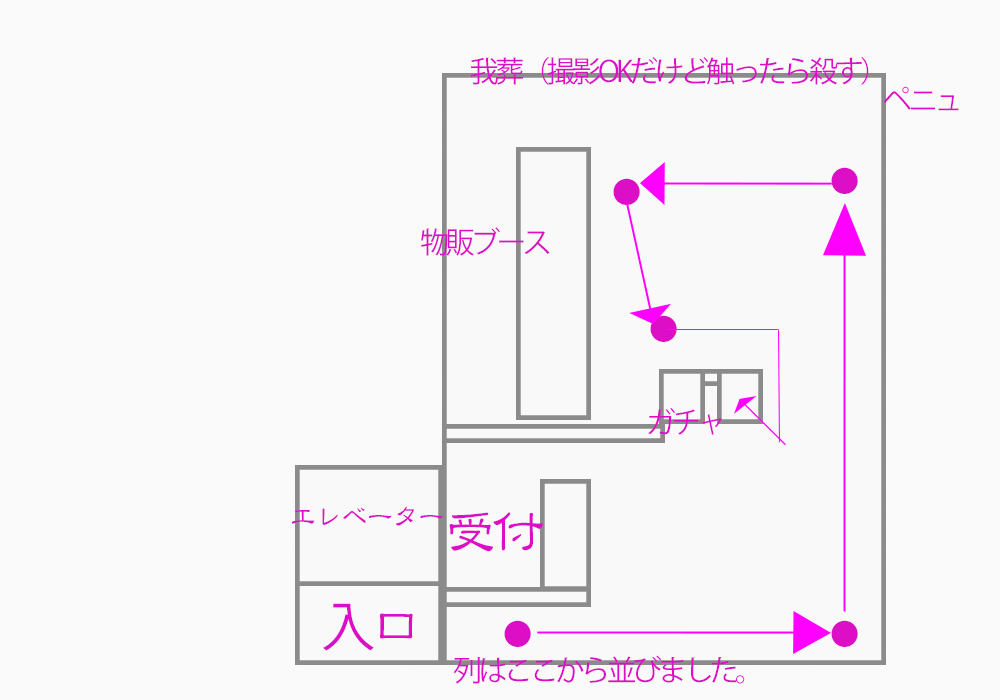 我葬（撮影OKだけど触ったら殺す）
ペニュ
物販ブース
ガチャ
エレベーター
受付
入口
列はここから並びました。